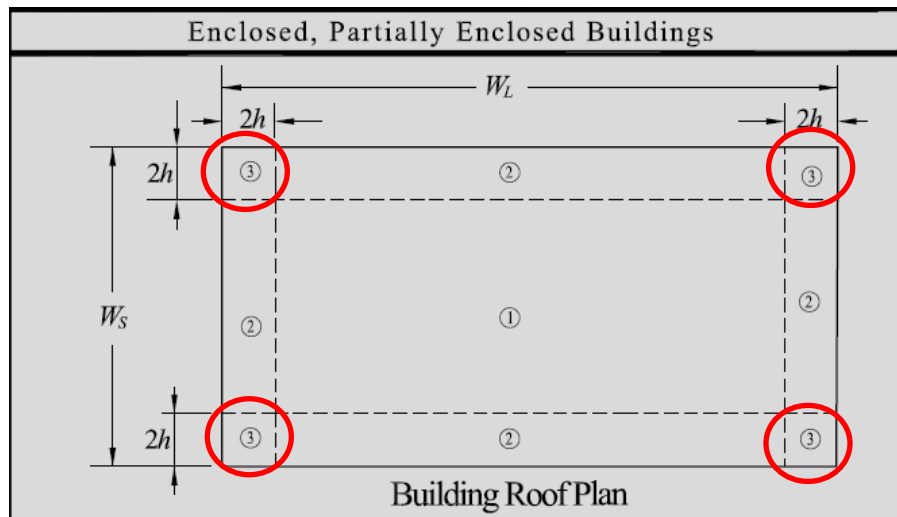 Enclosed, Partially Enclosed Buildings
W_L
2h 2h
2h ③ ② ③
W_S ② ① ②
2h ③ ② ③
Building Roof Plan